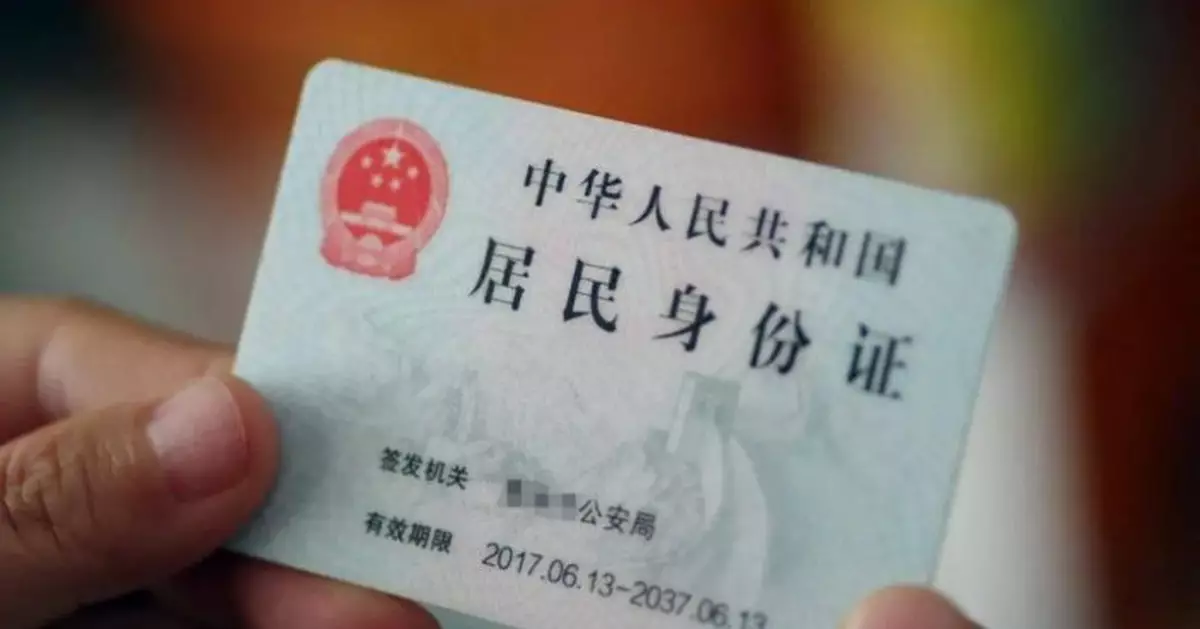 中华人民共和国
居民身份证
签发机关 公安局
有效期限 2017.06.13-2037.06.13